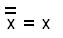 x̿ = x